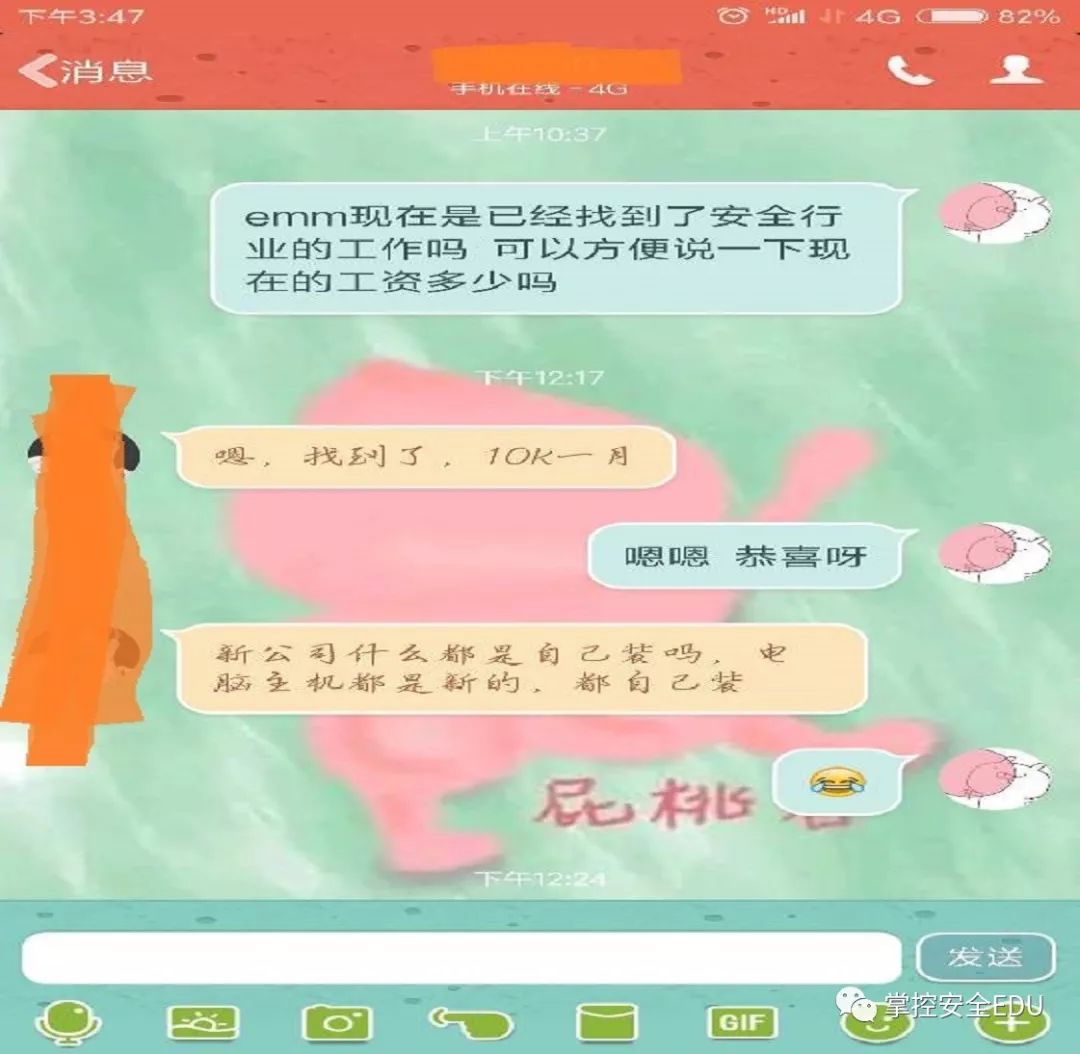 下午3:47
HD
4G
82%
消息
手机在线 - 4G
上午10:37
emm现在是已经找到了安全行
业的工作吗 可以方便说一下现
在的工资多少吗
下午12:17
嗯，找到了，10K一月
嗯嗯 恭喜呀
新公司什么都是自己装吗，电
脑主机都是新的，都自己装
屁桃君
下午12:24
发送
GIF
掌控安全EDU